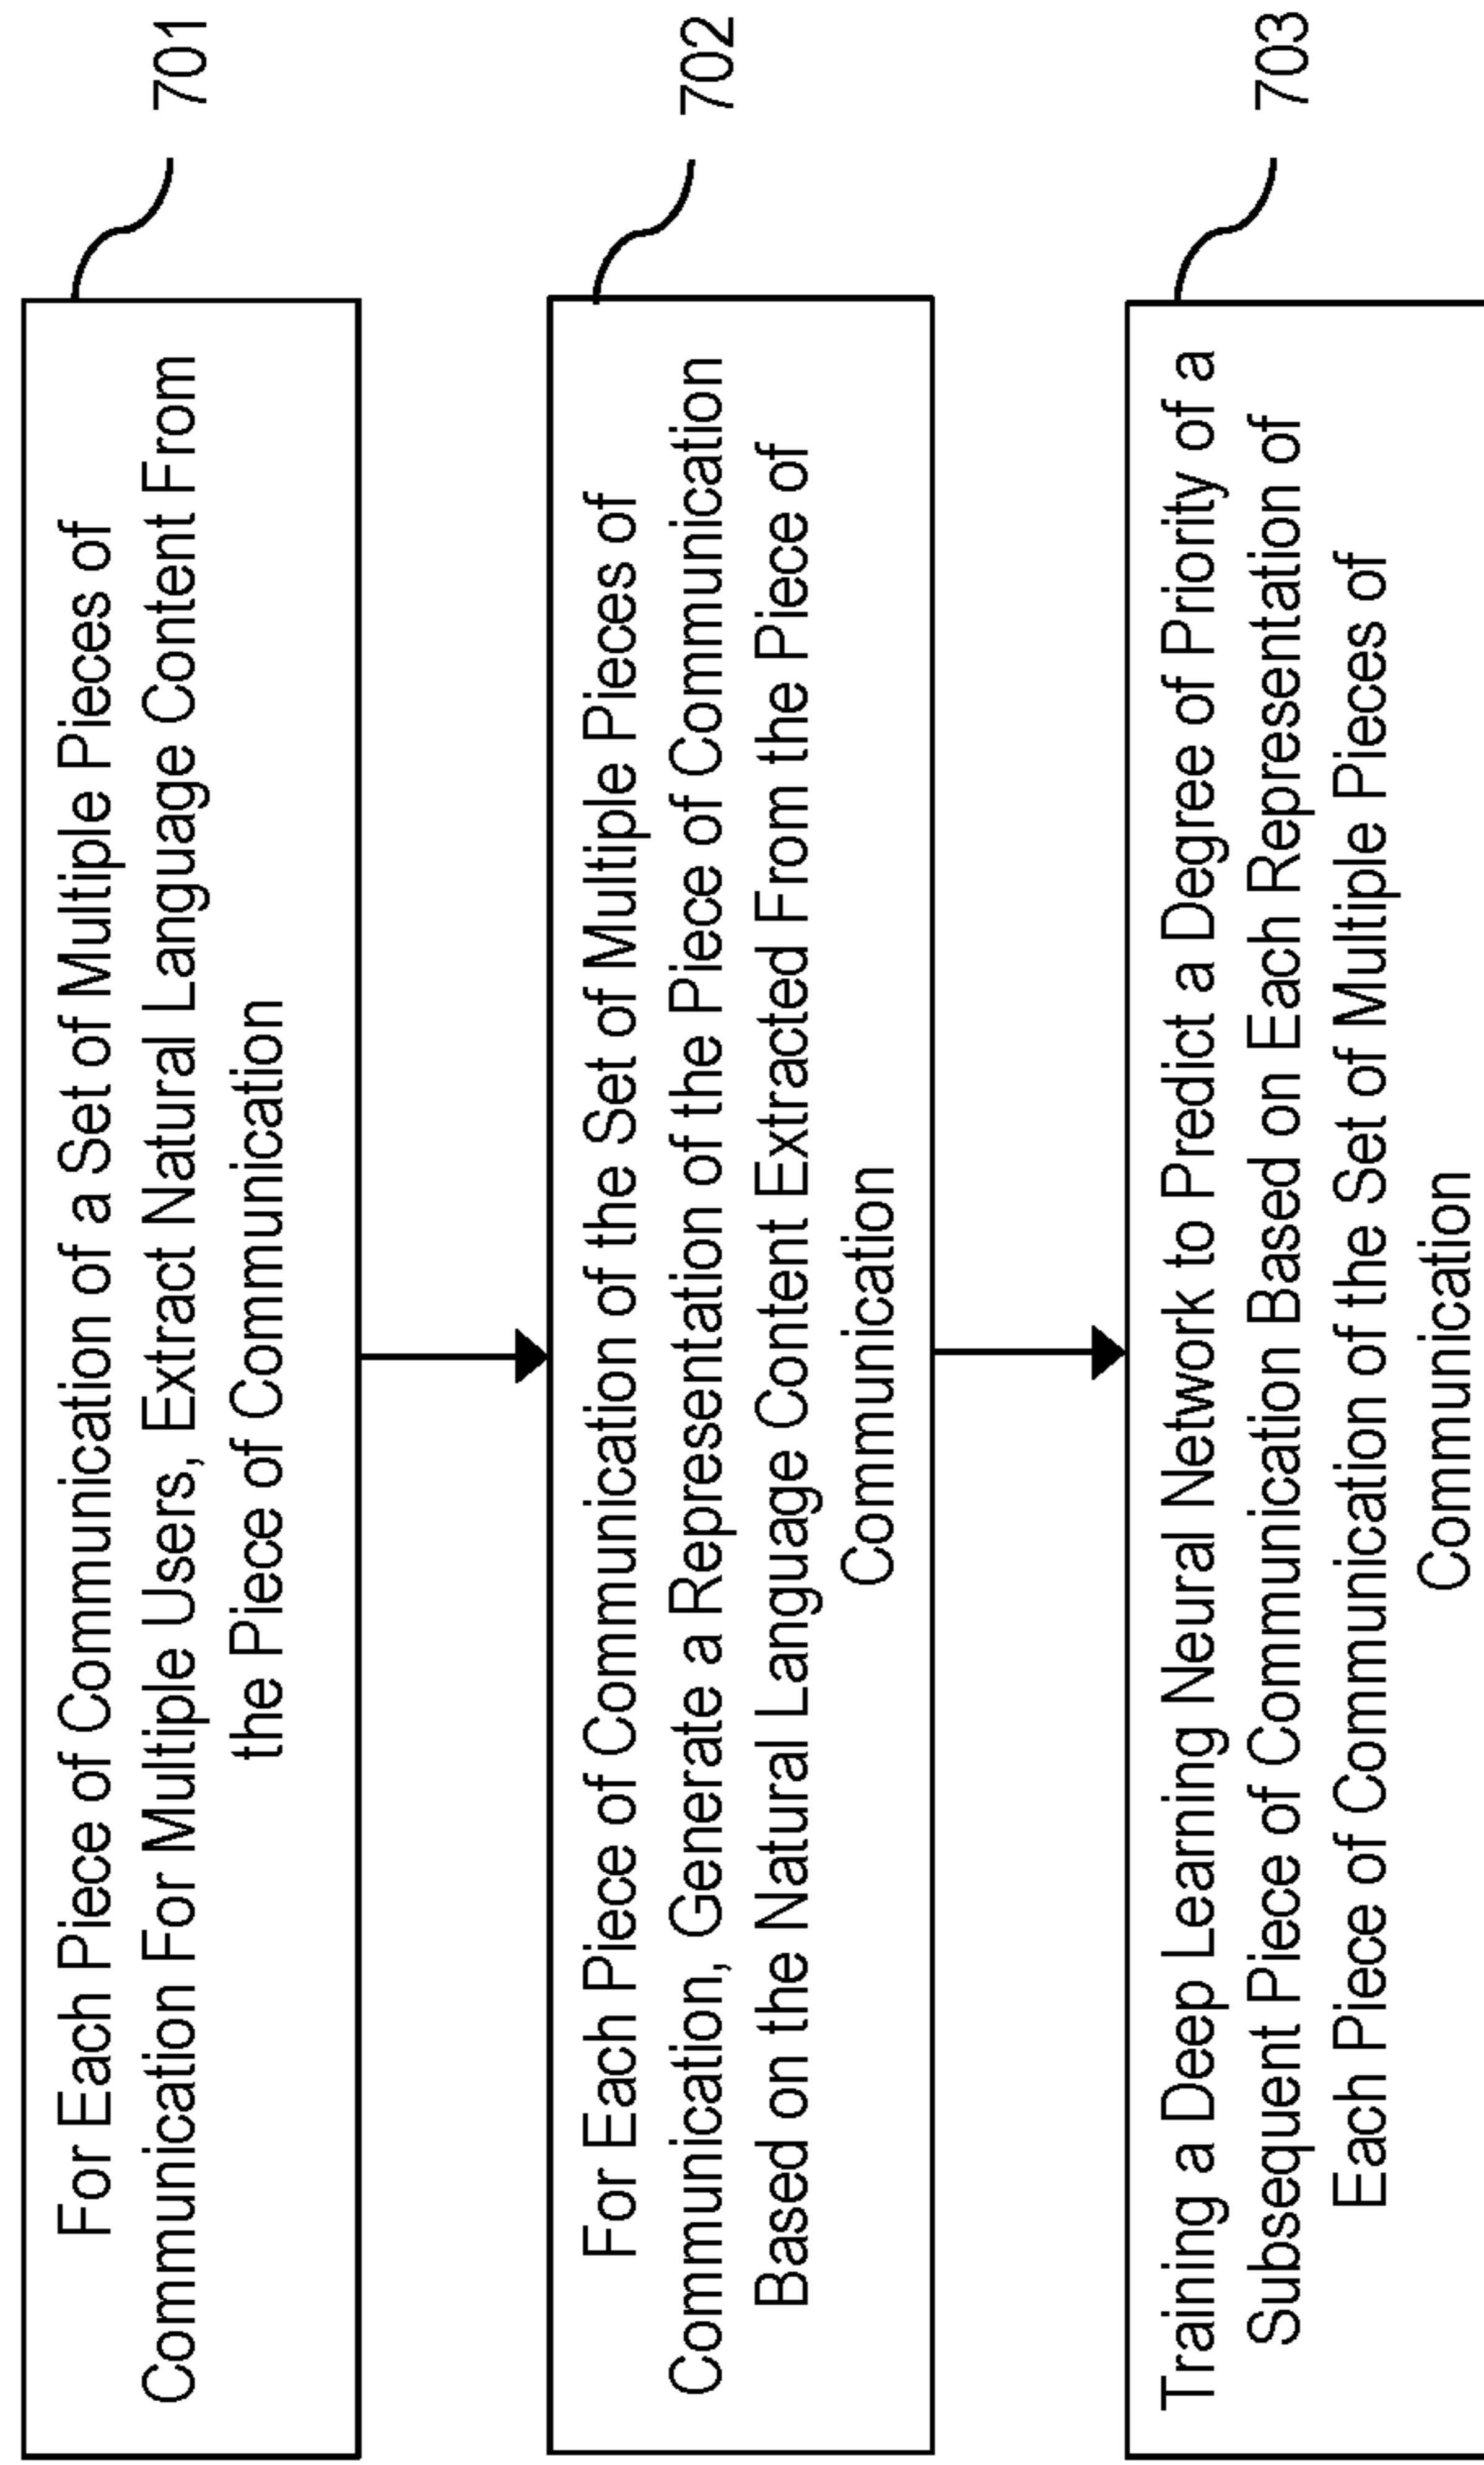 For Each Piece of Communication of a Set of Multiple Pieces of
Communication For Multiple Users, Extract Natural Language Content From
the Piece of Communication
701
For Each Piece of Communication of the Set of Multiple Pieces of
Communication, Generate a Representation of the Piece of Communication
Based on the Natural Language Content Extracted From the Piece of
Communication
702
Training a Deep Learning Neural Network to Predict a Degree of Priority of a
Subsequent Piece of Communication Based on Each Representation of
Each Piece of Communication of the Set of Multiple Pieces of
Communication
703